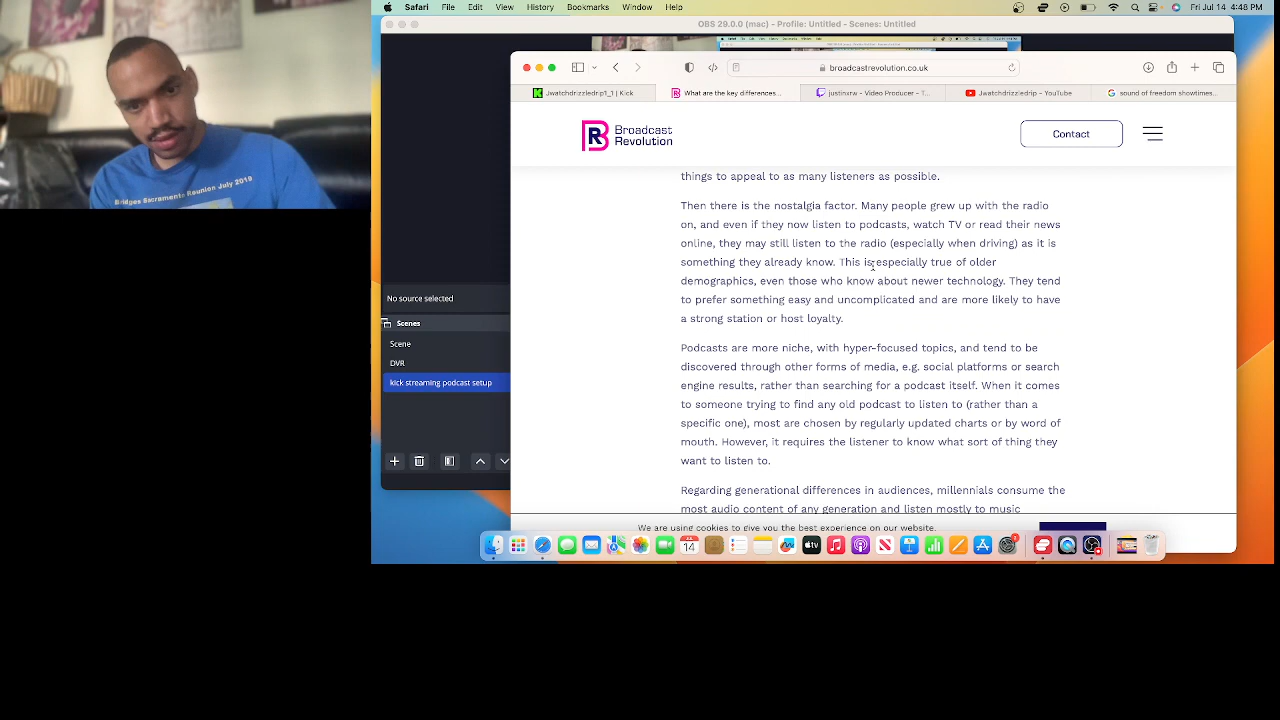 Safari File Edit View History Bookmarks Window Help
Fri Jul 14 4:48 PM
OBS 29.0.0 (mac) - Profile: Untitled - Scenes: Untitled
broadcastrevolution.co.uk
Jwatchdrizzledrip1_1 | Kick
What are the key differences...
justinxrw - Video Producer - T...
Jwatchdrizzledrip - YouTube
sound of freedom showtimes...
Broadcast
Revolution
Contact
things to appeal to as many listeners as possible.
Then there is the nostalgia factor. Many people grew up with the radio
on, and even if they now listen to podcasts, watch TV or read their news
online, they may still listen to the radio (especially when driving) as it is
something they already know. This is especially true of older
demographics, even those who know about newer technology. They tend
to prefer something easy and uncomplicated and are more likely to have
a strong station or host loyalty.
Podcasts are more niche, with hyper-focused topics, and tend to be
discovered through other forms of media, e.g. social platforms or search
engine results, rather than searching for a podcast itself. When it comes
to someone trying to find any old podcast to listen to (rather than a
specific one), most are chosen by regularly updated charts or by word of
mouth. However, it requires the listener to know what sort of thing they
want to listen to.
Regarding generational differences in audiences, millennials consume the
most audio content of any generation and listen mostly to music
We are using cookies to give you the best experience on our website.
No source selected
Scenes
Scene
DVR
kick streaming podcast setup
Bridges Sacramento Reunion July 2019
JUL
14